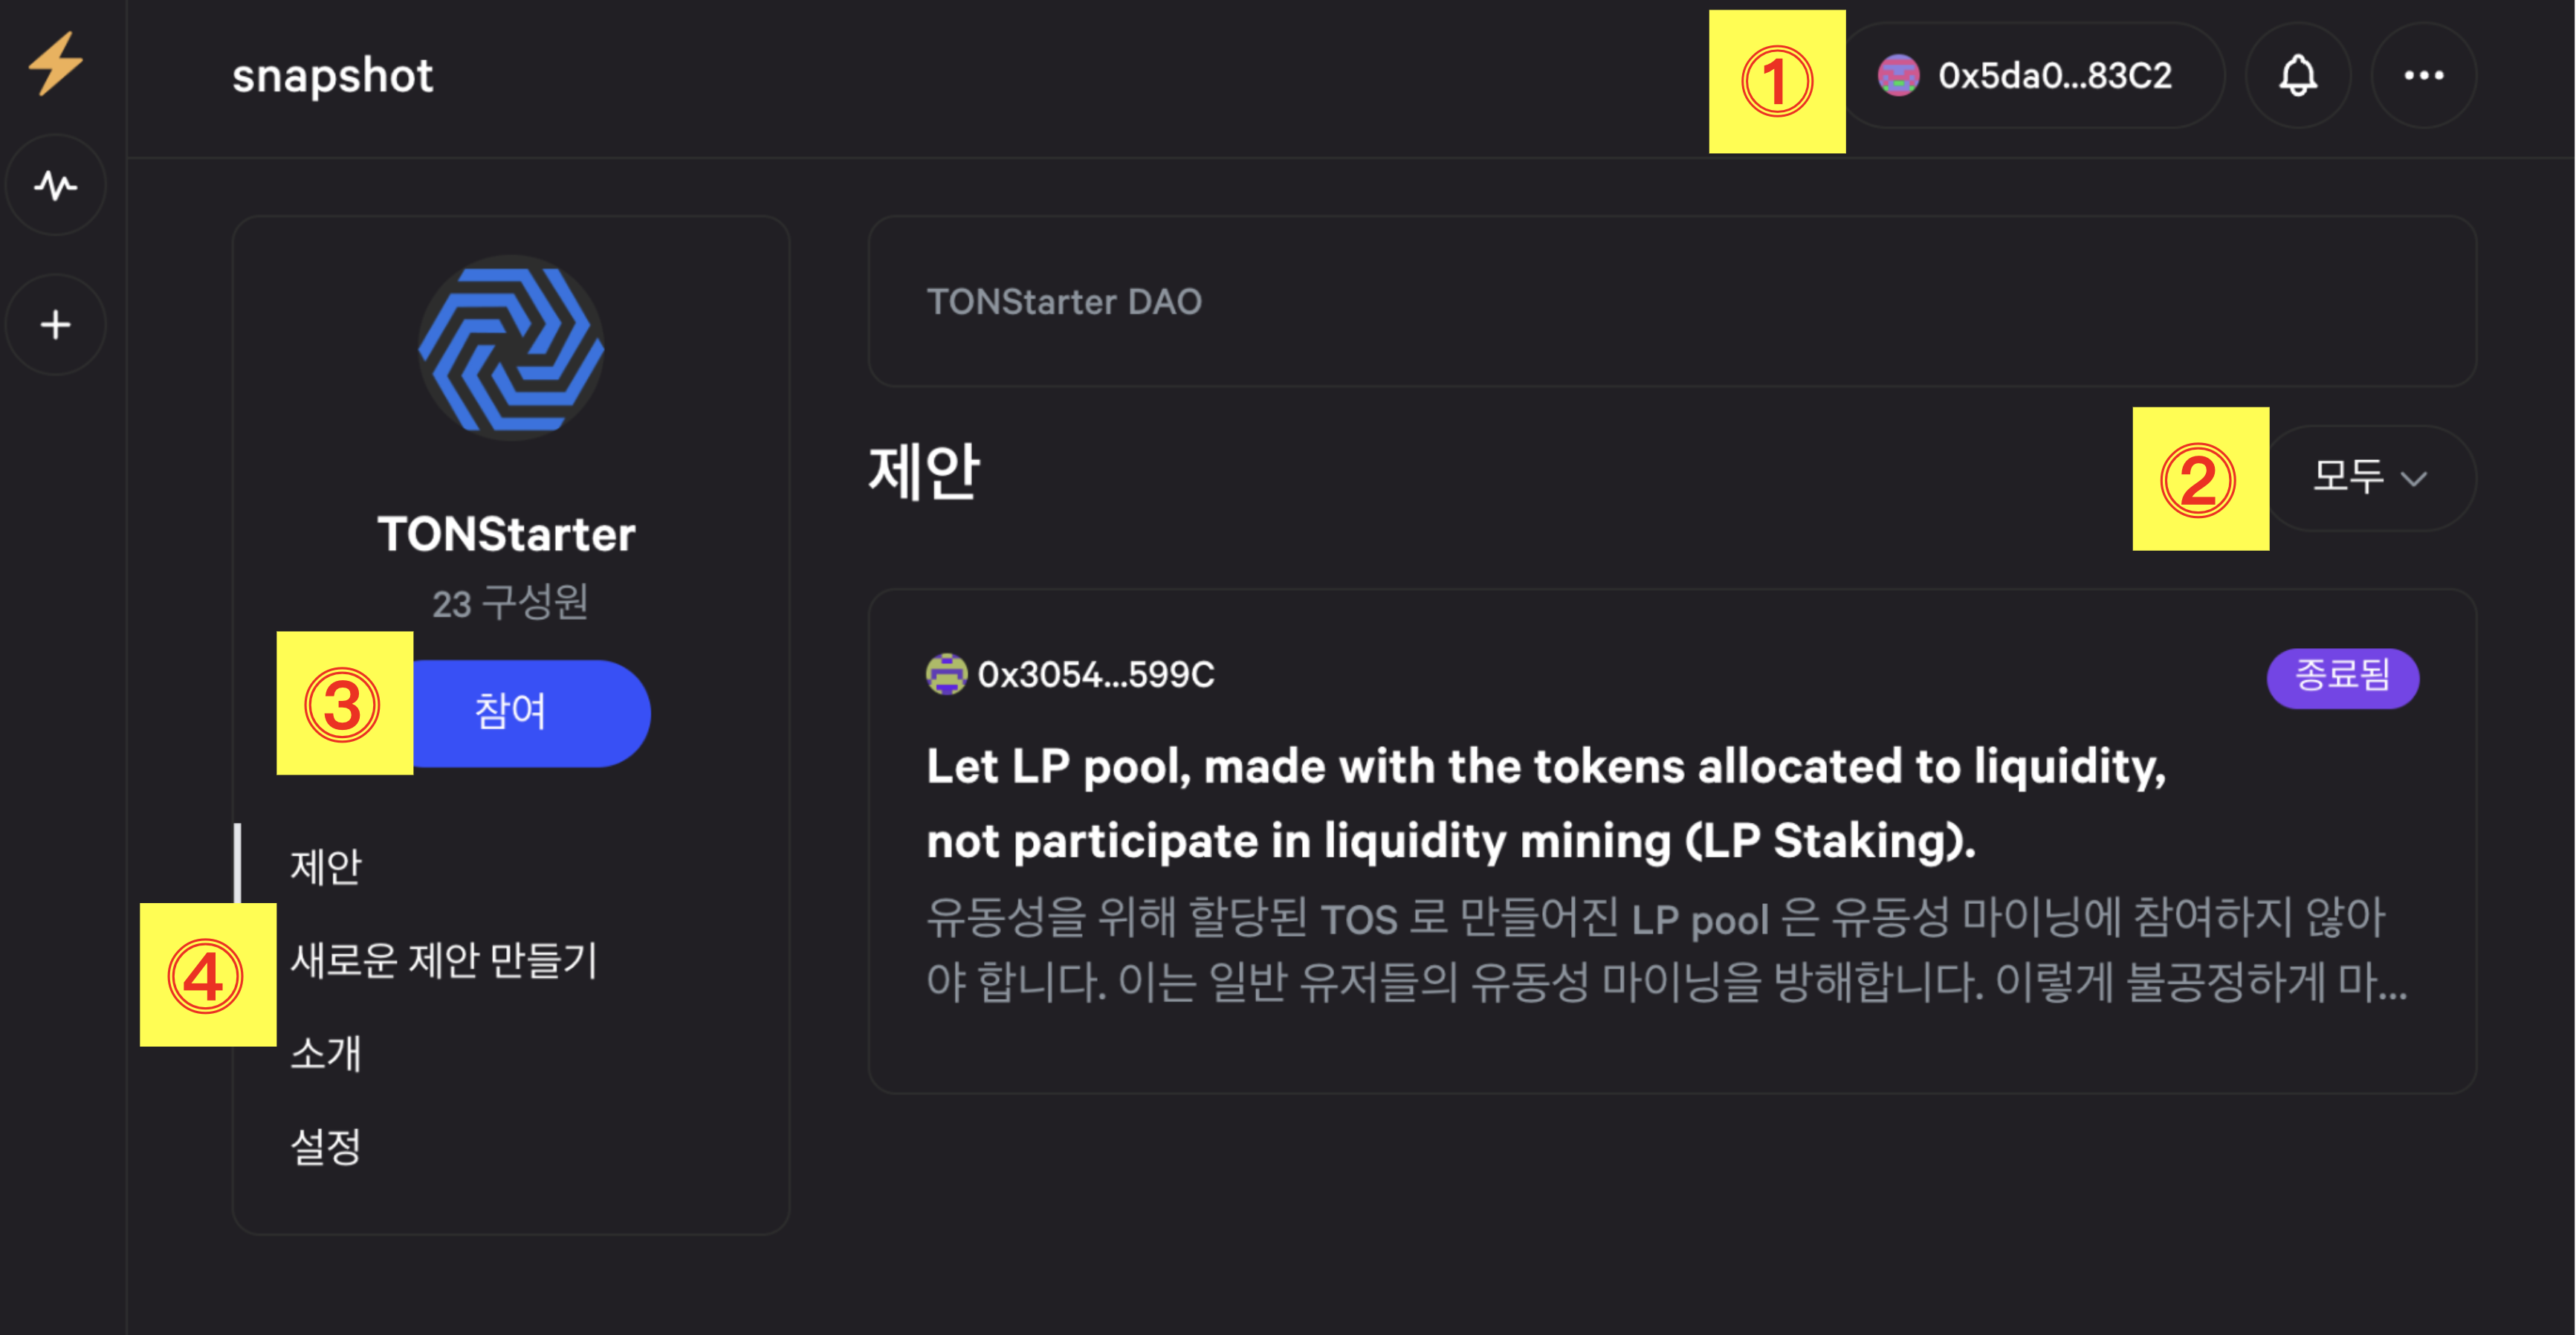 snapshot
① 0x5da0...83C2
TONStarter
23 구성원
③ 참여
제안
④ 새로운 제안 만들기
소개
설정
TONStarter DAO
제안
② 모두
0x3054...599C
종료됨
Let LP pool, made with the tokens allocated to liquidity,
not participate in liquidity mining (LP Staking).
유동성을 위해 할당된 TOS 로 만들어진 LP pool 은 유동성 마이닝에 참여하지 않아
야 합니다. 이는 일반 유저들의 유동성 마이닝을 방해합니다. 이렇게 불공정하게 마...